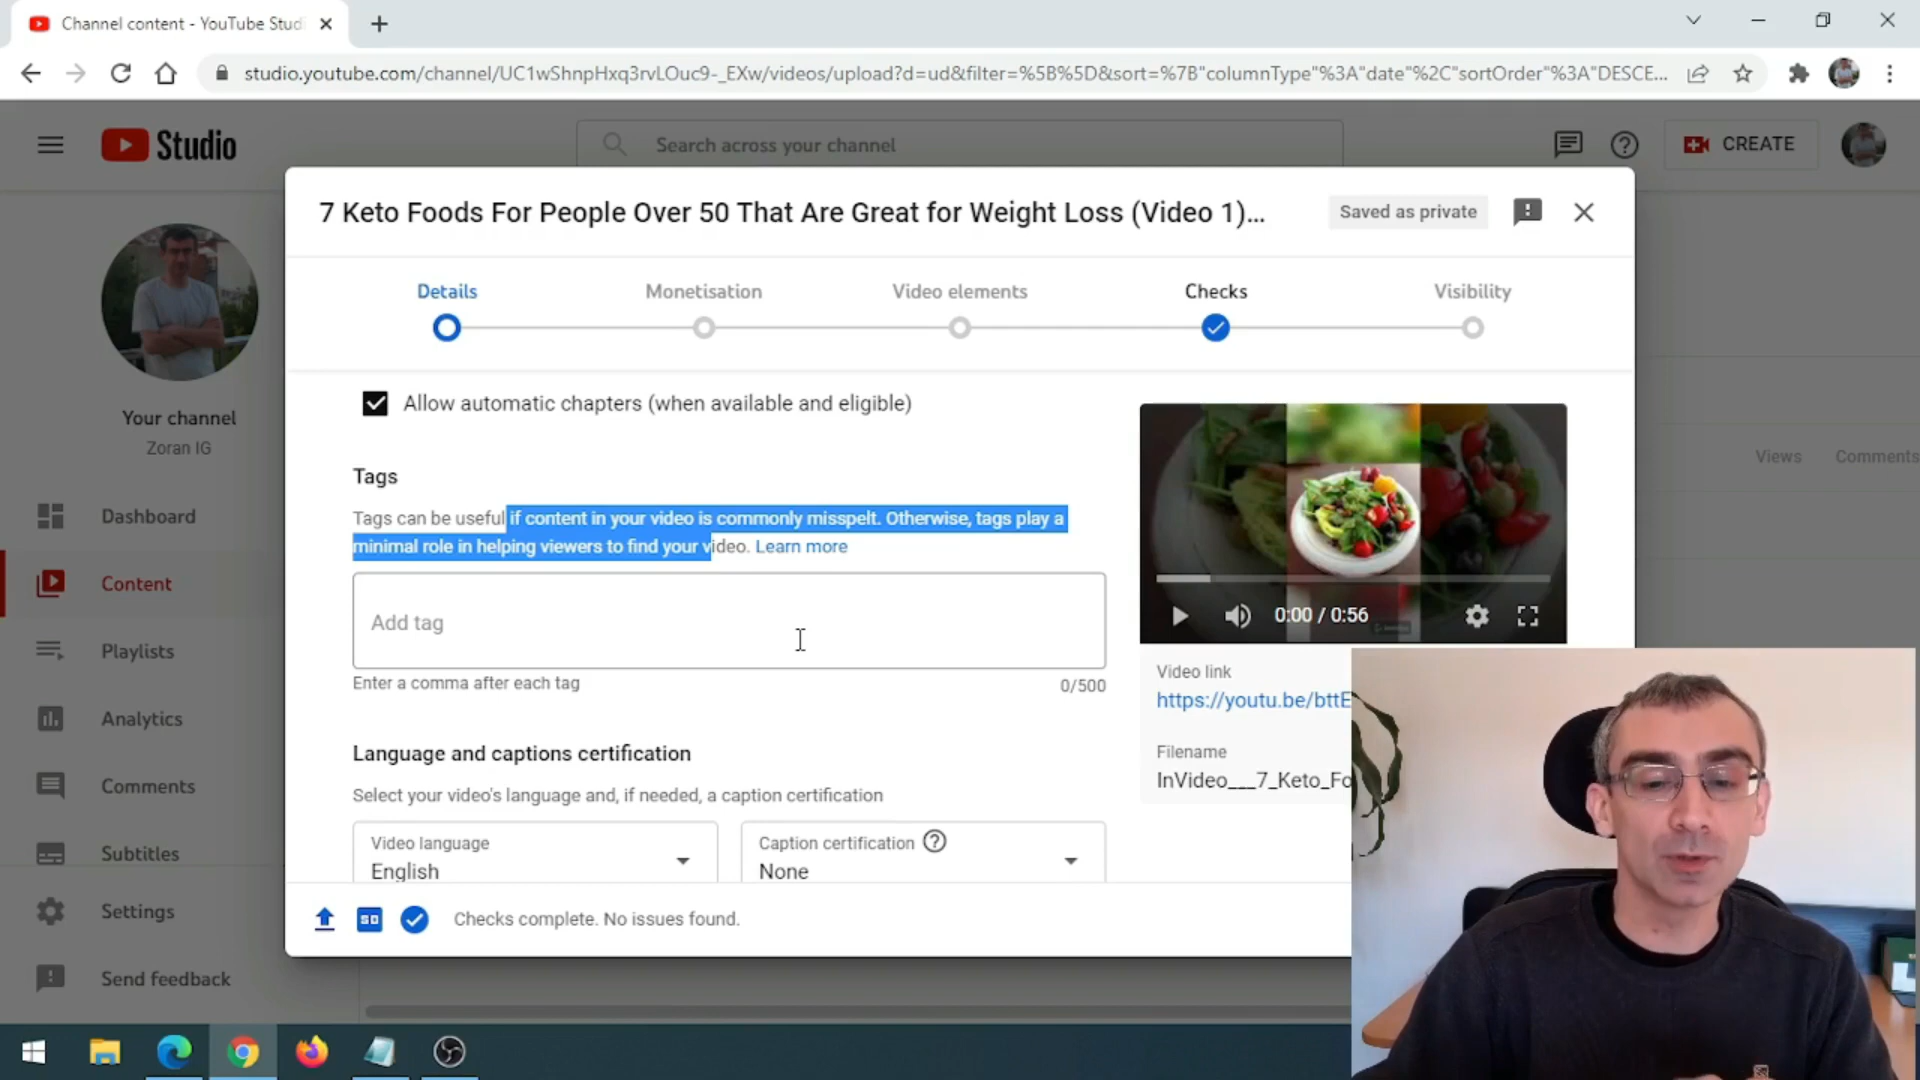 Channel content - YouTube Stud
studio.youtube.com/channel/UC1wShnpHxq3rvLOuc9-_EXw/videos/upload?d=ud&filter=%5B%5D&sort=%7B"columnType"%3A"date"%2C"sortOrder"%3A"DESCE...
Studio
Search across your channel
CREATE
7 Keto Foods For People Over 50 That Are Great for Weight Loss (Video 1)...
Saved as private
Details
Monetisation
Video elements
Checks
Visibility
Your channel
Zoran IG
Dashboard
Content
Playlists
Analytics
Comments
Subtitles
Settings
Send feedback
Allow automatic chapters (when available and eligible)
Tags
Tags can be useful if content in your video is commonly misspelt. Otherwise, tags play a
minimal role in helping viewers to find your video. Learn more
Add tag
Enter a comma after each tag
0/500
Language and captions certification
Select your video's language and, if needed, a caption certification
Video language
English
Caption certification
None
SD
Checks complete. No issues found.
0:00 / 0:56
Video link
https://youtu.be/bttE
Filename
InVideo___7_Keto_Fo
Views
Comments